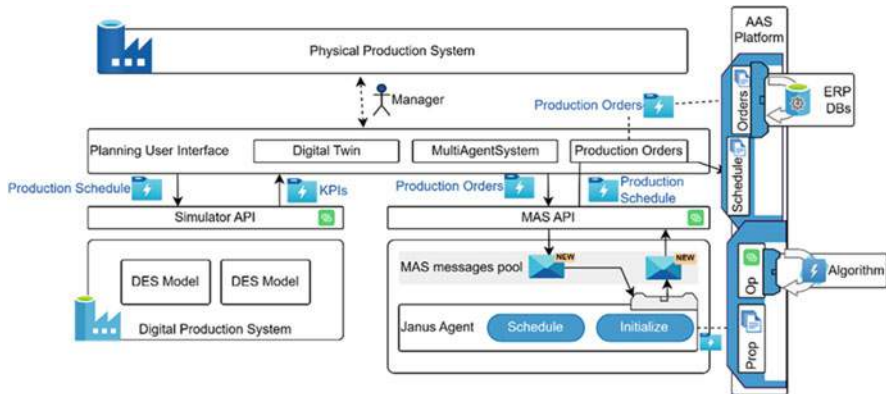 AAS
Platform
Physical Production System
Manager
Production Orders
Orders
ERP
DBs
Planning User Interface
Digital Twin
MultiAgentSystem
Production Orders
Schedule
Production Schedule
KPIs
Production Orders
Production
Schedule
Simulator API
MAS API
MAS messages pool
NEW
NEW
DES Model
DES Model
Op
Algorithm
Digital Production System
Janus Agent
Schedule
Initialize
Prop